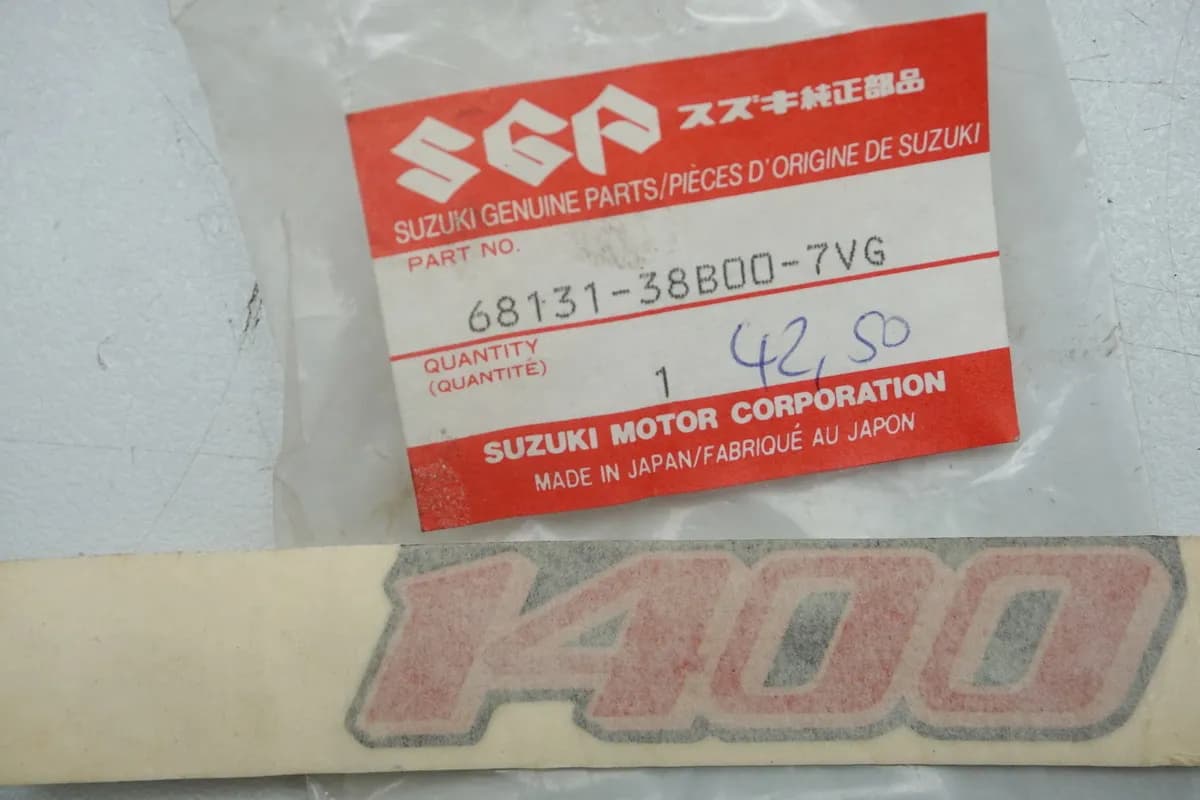 SGP スズキ純正部品
SUZUKI GENUINE PARTS/PIÈCES D'ORIGINE DE SUZUKI
PART NO.
68131-38B00-7VG
QUANTITY
(QUANTITÉ)
1 42,50
SUZUKI MOTOR CORPORATION
MADE IN JAPAN/FABRIQUÉ AU JAPON
1400